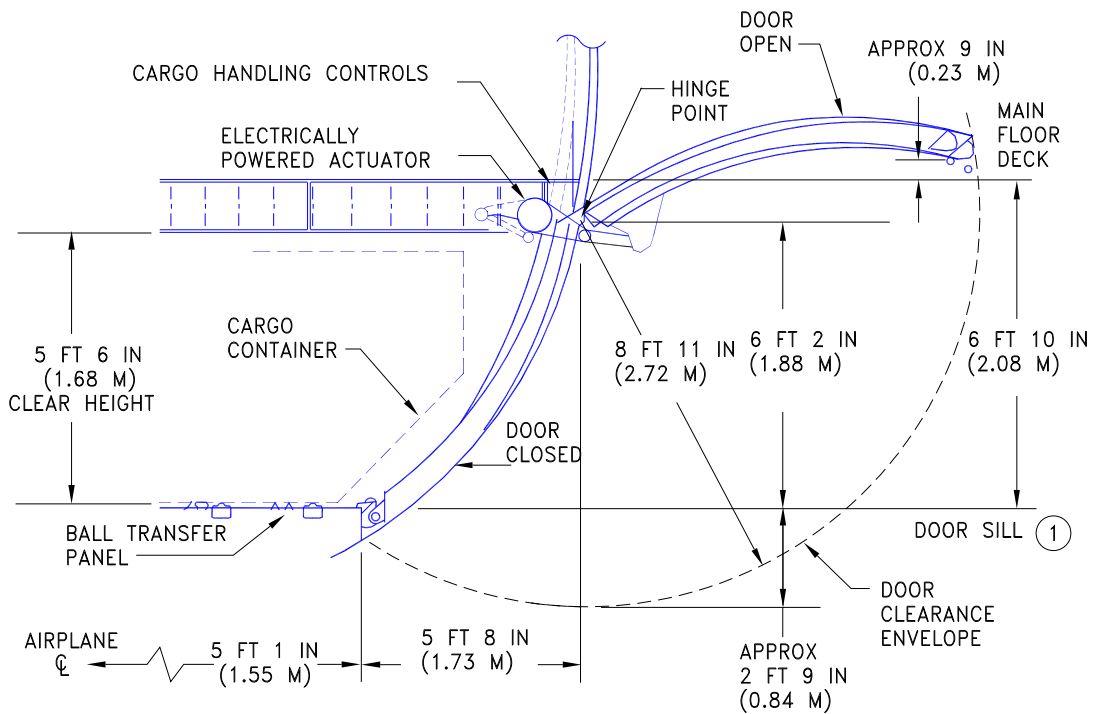 DOOR
OPEN
APPROX 9 IN
(0.23 M)
CARGO HANDLING CONTROLS
HINGE
POINT
MAIN
FLOOR
DECK
ELECTRICALLY
POWERED ACTUATOR
CARGO
CONTAINER
5 FT 6 IN
(1.68 M)
CLEAR HEIGHT
8 FT 11 IN
(2.72 M)
6 FT 2 IN
(1.88 M)
6 FT 10 IN
(2.08 M)
DOOR
CLOSED
BALL TRANSFER
PANEL
DOOR SILL 1
DOOR
CLEARANCE
ENVELOPE
AIRPLANE
℄
5 FT 1 IN
(1.55 M)
5 FT 8 IN
(1.73 M)
APPROX
2 FT 9 IN
(0.84 M)